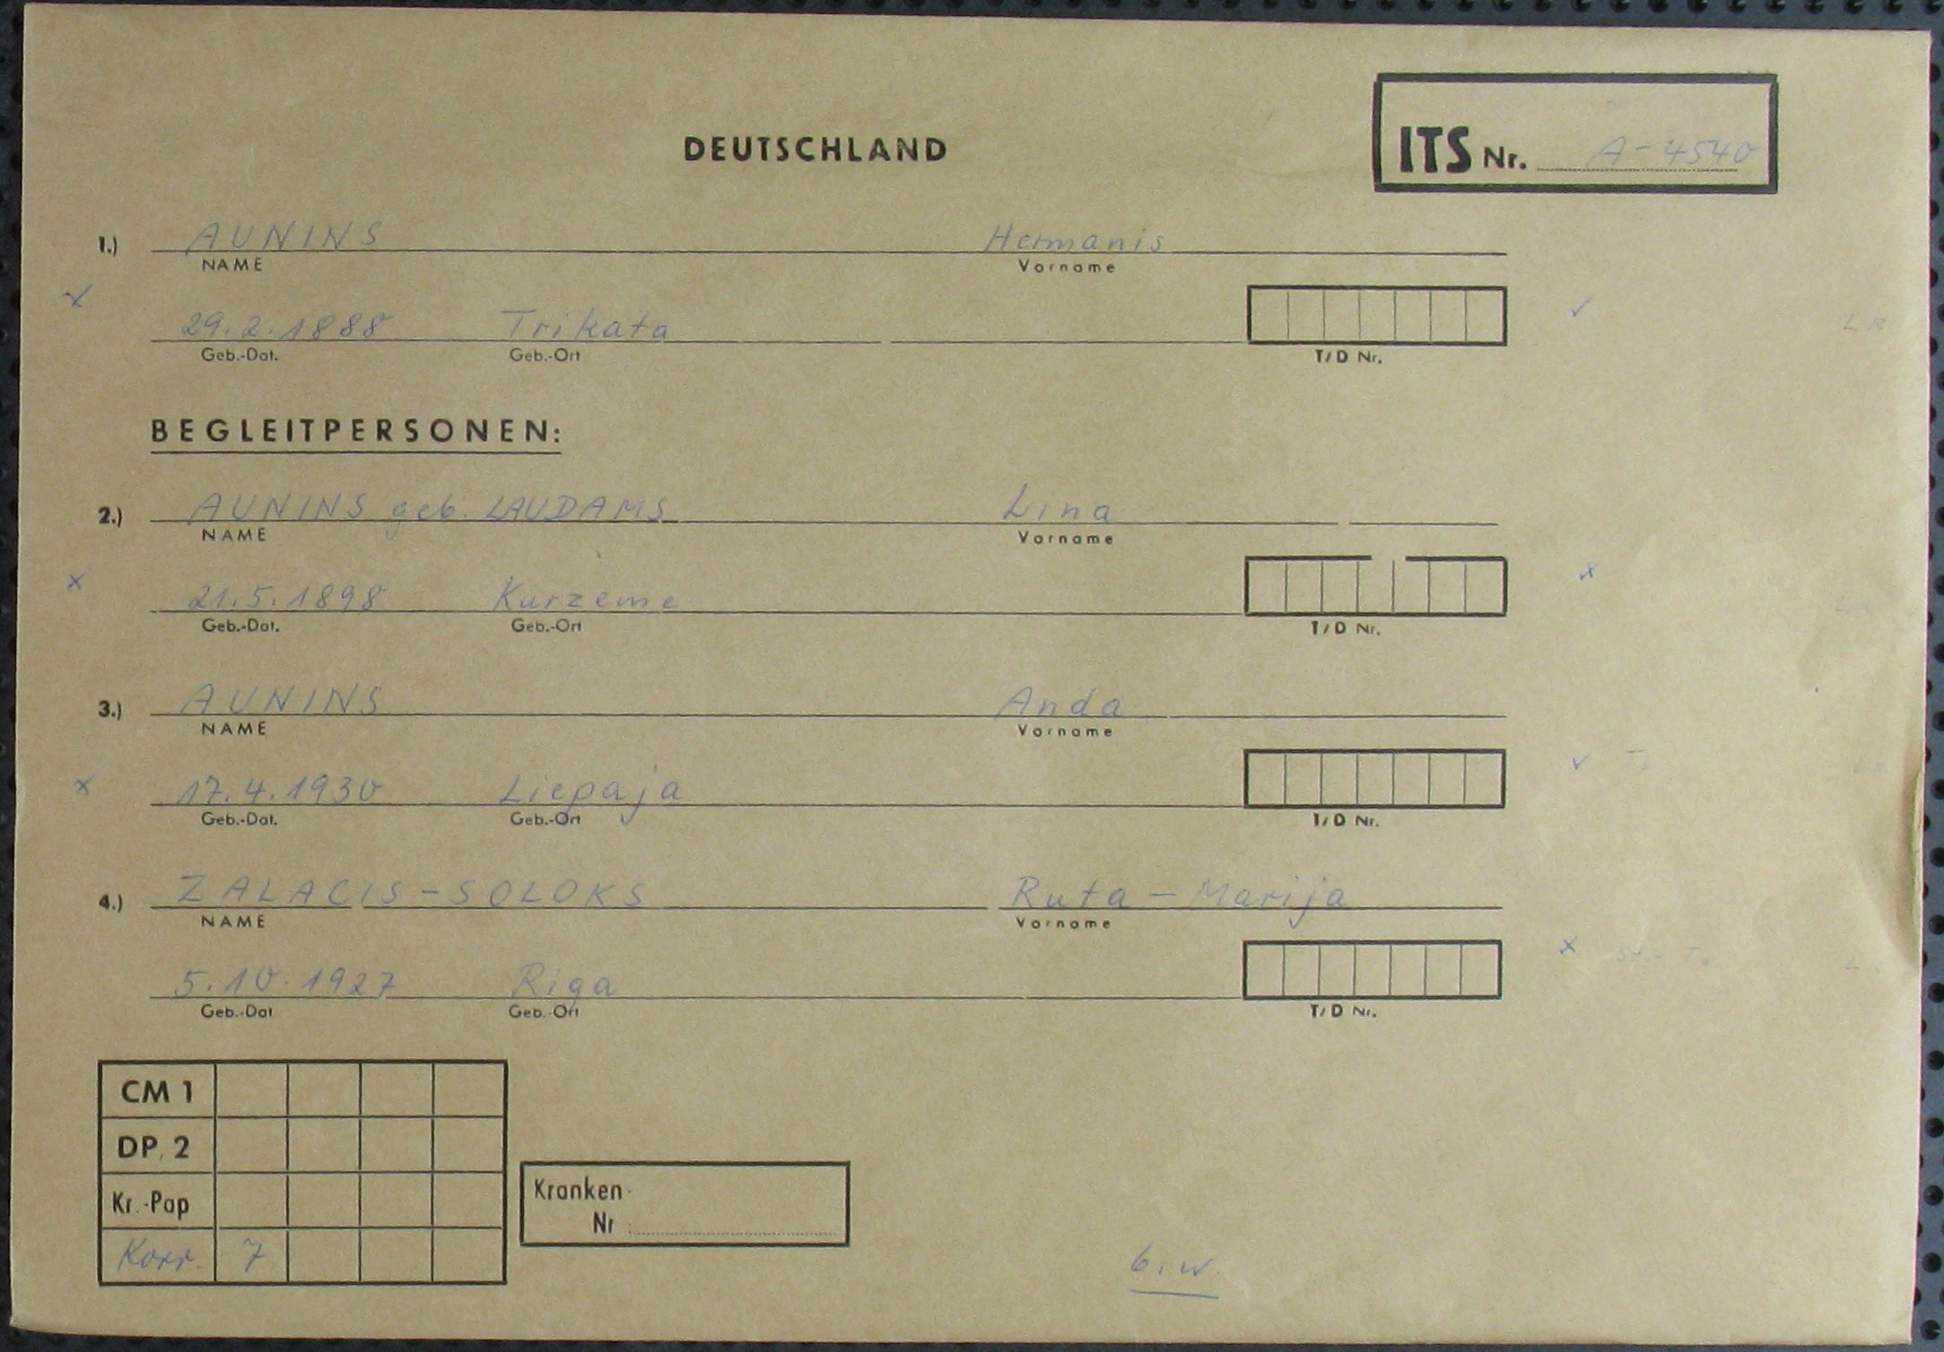 DEUTSCHLAND
ITS Nr. A-4540
1.) AUNINS Hermanis
NAME Vorname
29.2.1888 Trikata
Geb.-Dat. Geb.-Ort T/D Nr.
BEGLEITPERSONEN:
2.) AUNINS geb. LAUDAMS Lina
NAME Vorname
21.5.1898 Kurzeme
Geb.-Dat. Geb.-Ort T/D Nr.
3.) AUNINS Anda
NAME Vorname
17.4.1930 Liepaja
Geb.-Dat. Geb.-Ort T/D Nr.
4.) ZALACIS-SOLOKS Ruta-Marija
NAME Vorname
5.10.1927 Riga
Geb.-Dat Geb.-Ort T/D Nr.
CM 1
DP. 2
Kr.-Pap
Korr. 7
Kranken-
Nr